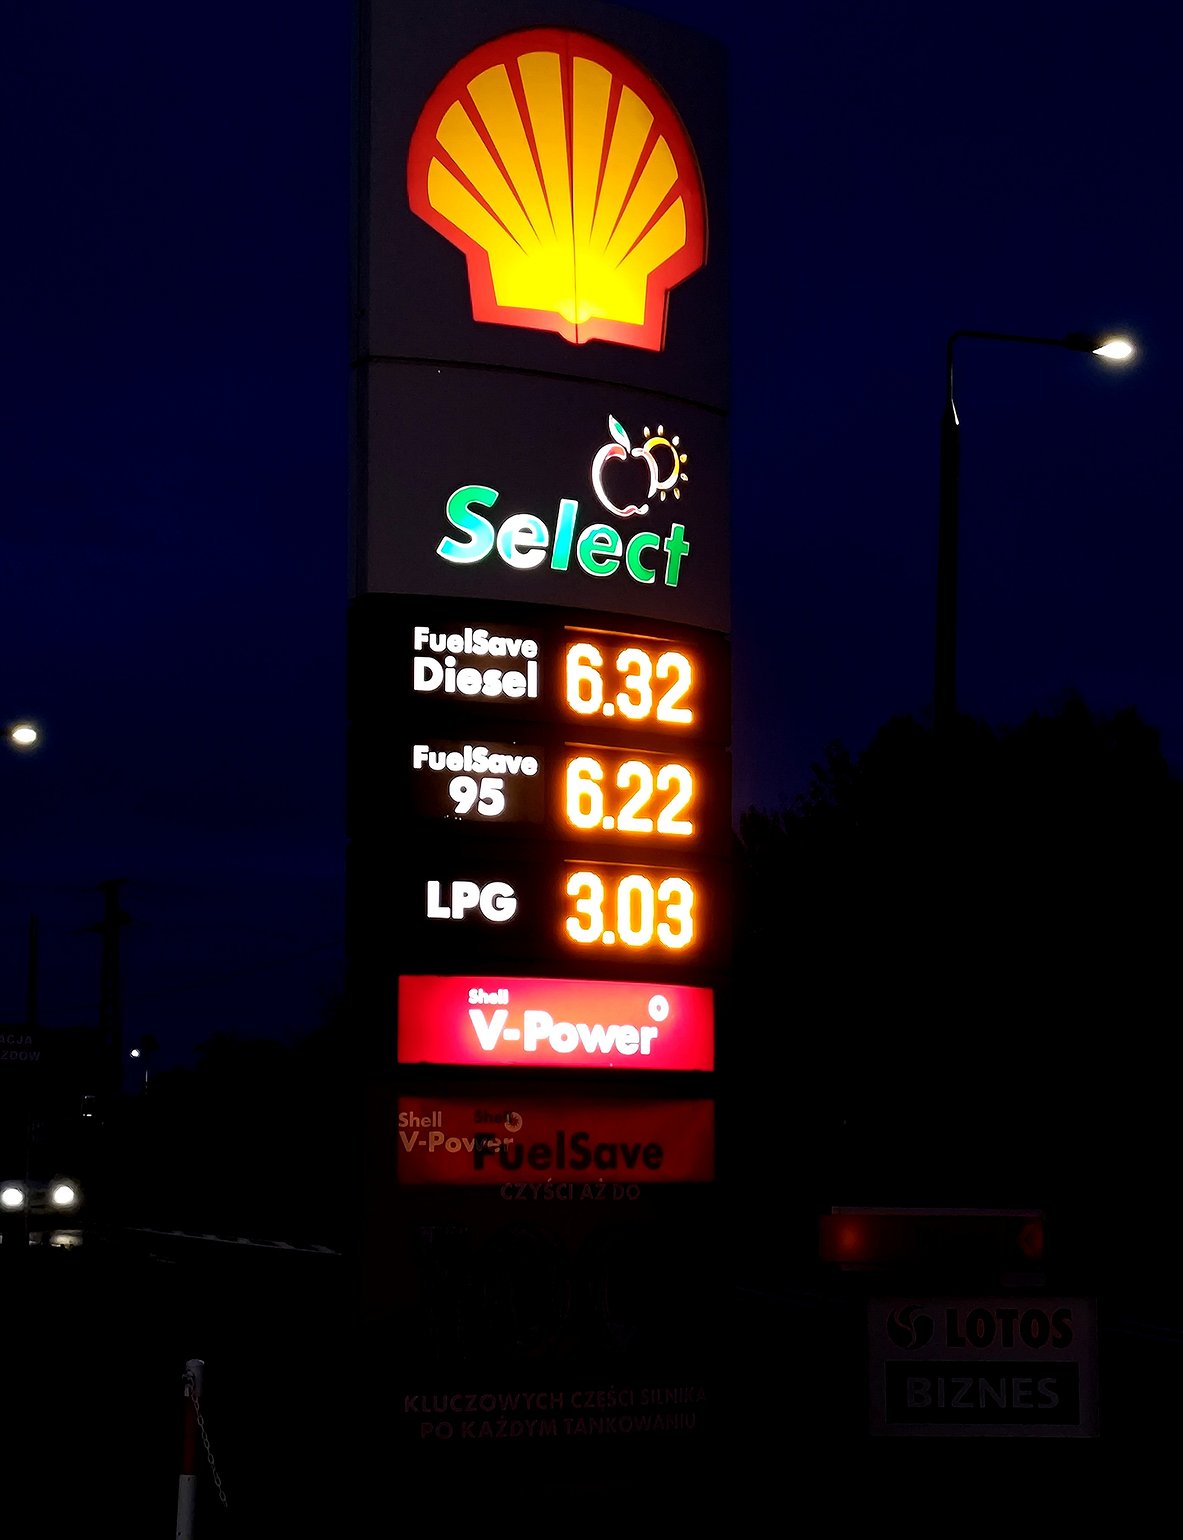 Select
FuelSave
Diesel
6.32
FuelSave
95
6.22
LPG
3.03
Shell
V-Power
Shell
V-Power
Shell
FuelSave
CZYŚCI AŻ DO
KLUCZOWYCH CZĘŚCI SILNIKA
PO KAŻDYM TANKOWANIU
LOTOS
BIZNES